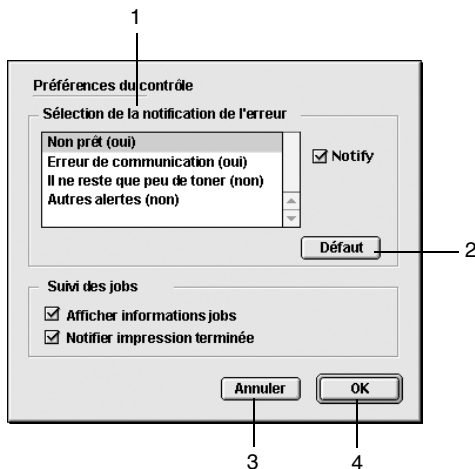 1
Préférences du contrôle
Sélection de la notification de l'erreur
Non prêt (oui)
Erreur de communication (oui)
Il ne reste que peu de toner (non)
Autres alertes (non)
Notify
Défaut
2
Suivi des jobs
Afficher informations jobs
Notifier impression terminée
Annuler
OK
3
4